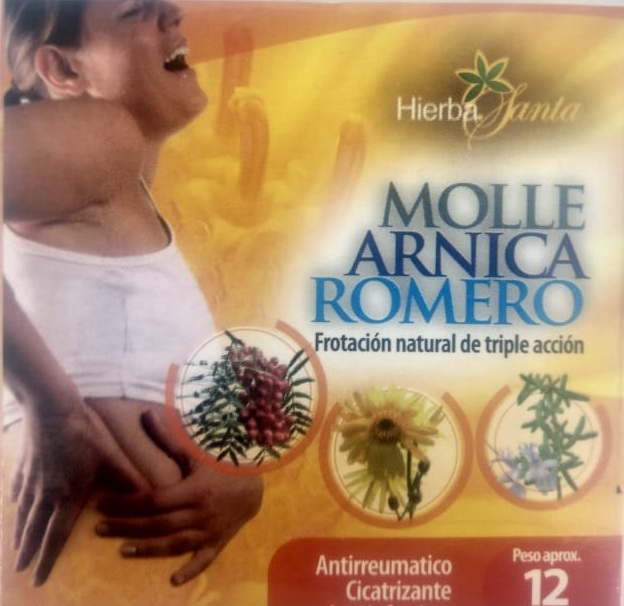 Hierba Santa
MOLLE
ARNICA
ROMERO
Frotación natural de triple acción
Antirreumatico
Cicatrizante
Peso aprox.
12